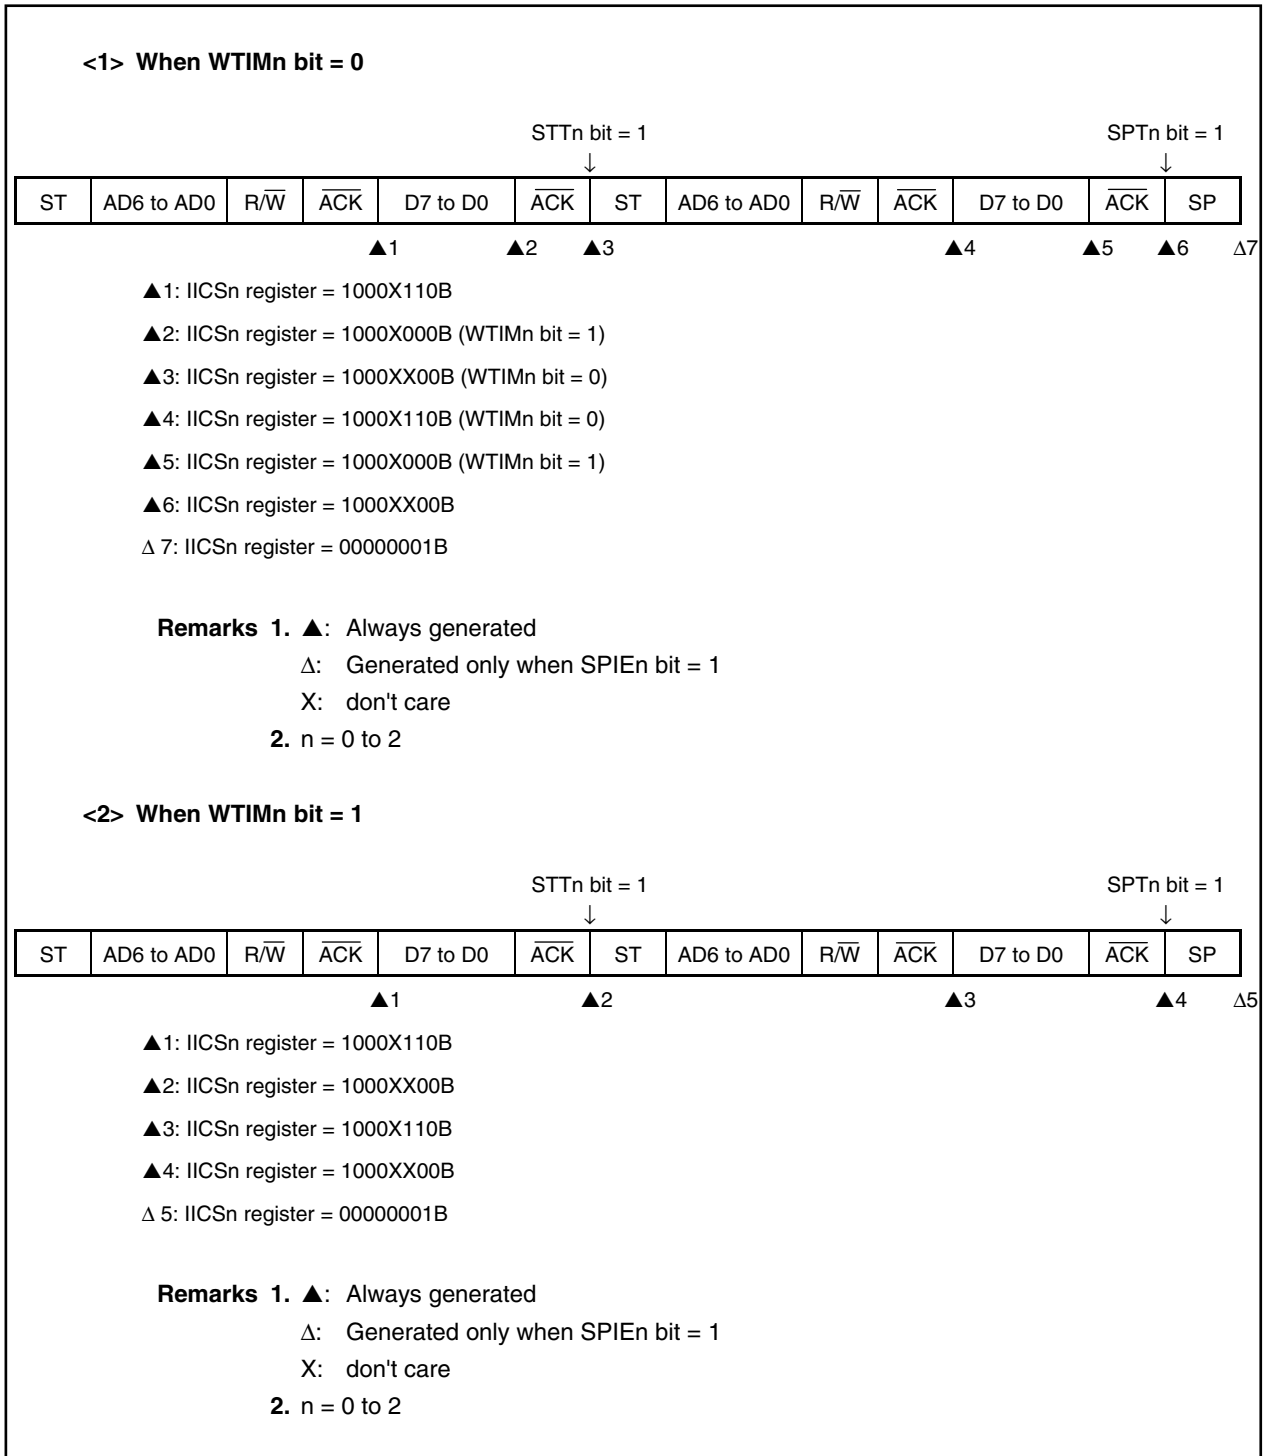 <1> When WTIMn bit = 0
STTn bit = 1 SPTn bit = 1
↓ ↓
ST AD6 to AD0 R/W̅ A̅C̅K̅ D7 to D0 A̅C̅K̅ ST AD6 to AD0 R/W̅ A̅C̅K̅ D7 to D0 A̅C̅K̅ SP
▲1 ▲2 ▲3 ▲4 ▲5 ▲6 Δ7
▲1: IICSn register = 1000X110B
▲2: IICSn register = 1000X000B (WTIMn bit = 1)
▲3: IICSn register = 1000XX00B (WTIMn bit = 0)
▲4: IICSn register = 1000X110B (WTIMn bit = 0)
▲5: IICSn register = 1000X000B (WTIMn bit = 1)
▲6: IICSn register = 1000XX00B
Δ 7: IICSn register = 00000001B
Remarks 1. ▲: Always generated
Δ: Generated only when SPIEn bit = 1
X: don't care
2. n = 0 to 2
<2> When WTIMn bit = 1
STTn bit = 1 SPTn bit = 1
↓ ↓
ST AD6 to AD0 R/W̅ A̅C̅K̅ D7 to D0 A̅C̅K̅ ST AD6 to AD0 R/W̅ A̅C̅K̅ D7 to D0 A̅C̅K̅ SP
▲1 ▲2 ▲3 ▲4 Δ5
▲1: IICSn register = 1000X110B
▲2: IICSn register = 1000XX00B
▲3: IICSn register = 1000X110B
▲4: IICSn register = 1000XX00B
Δ 5: IICSn register = 00000001B
Remarks 1. ▲: Always generated
Δ: Generated only when SPIEn bit = 1
X: don't care
2. n = 0 to 2